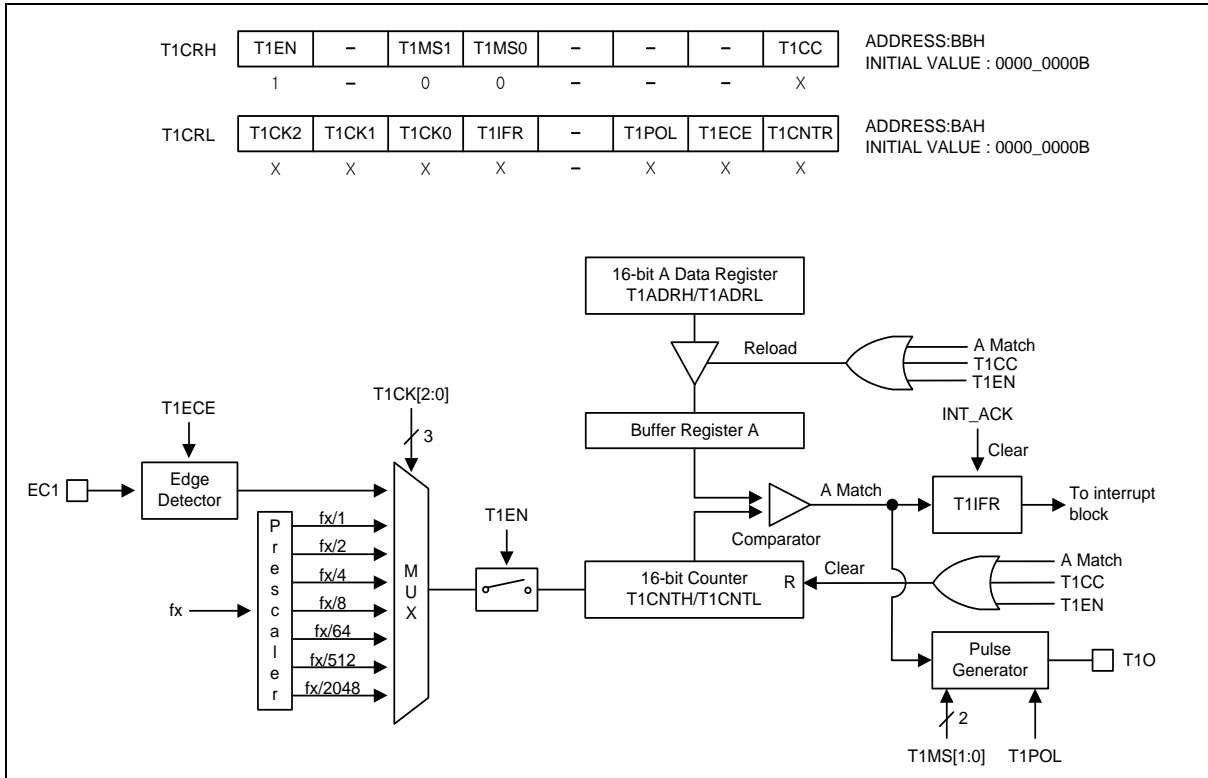 T1CRH T1EN – T1MS1 T1MS0 – – – T1CC ADDRESS:BBH
INITIAL VALUE : 0000_0000B
1 – 0 0 – – – X
T1CRL T1CK2 T1CK1 T1CK0 T1IFR – T1POL T1ECE T1CNTR ADDRESS:BAH
INITIAL VALUE : 0000_0000B
X X X X – X X X
16-bit A Data Register
T1ADRH/T1ADRL
Reload
A Match
T1CC
T1EN
T1CK[2:0]
3
T1ECE
Buffer Register A
INT_ACK
Clear
EC1
Edge
Detector
A Match
T1IFR
To interrupt
block
Comparator
Prescaler
fx/1
fx/2
fx/4
fx/8
fx/64
fx/512
fx/2048
fx
MUX
T1EN
16-bit Counter
T1CNTH/T1CNTL
R
Clear
A Match
T1CC
T1EN
Pulse
Generator
T1O
2
T1MS[1:0]
T1POL